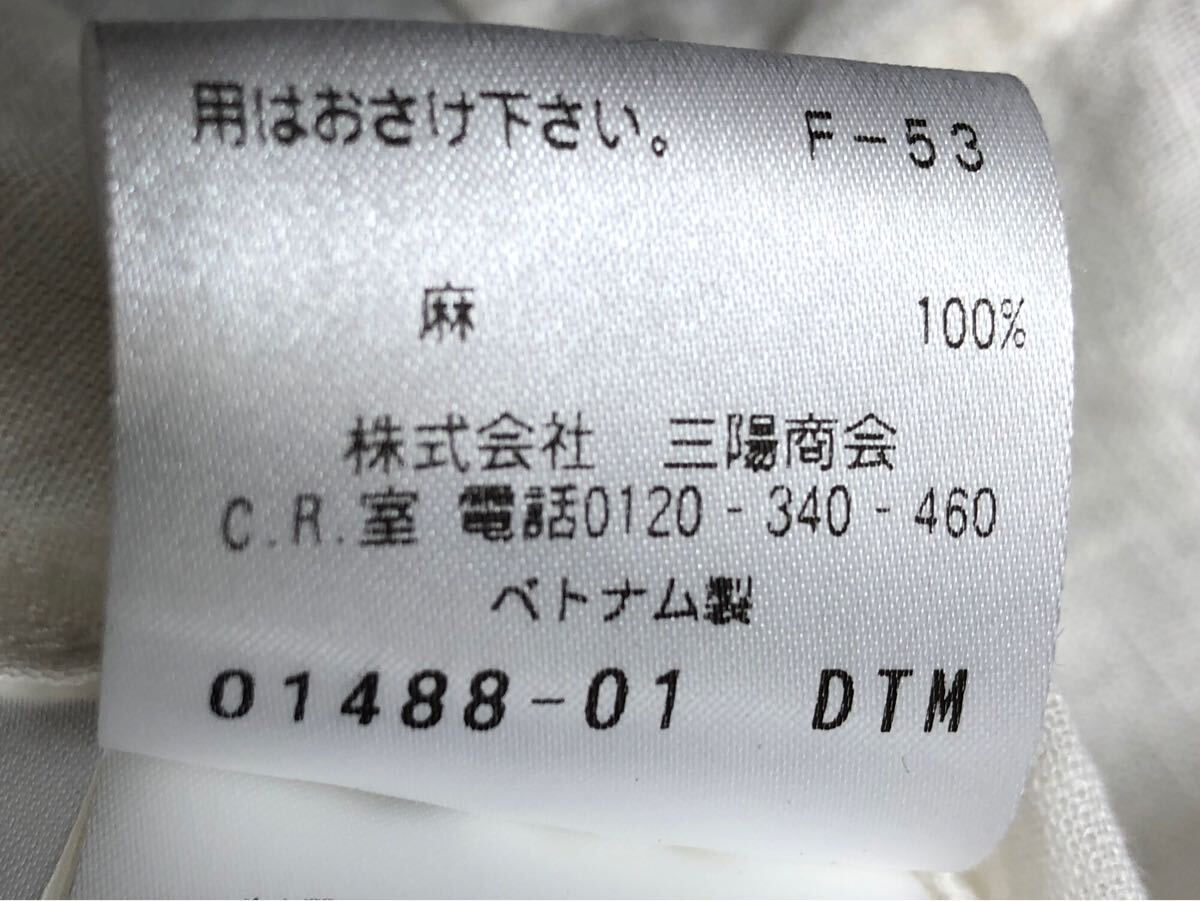 用はおさけ下さい。 F-53
麻 100%
株式会社 三陽商会
C.R.室 電話0120-340-460
ベトナム製
01488-01 DTM